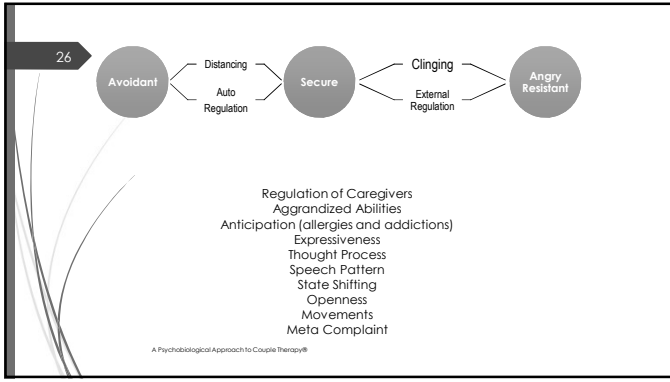 26
Avoidant
Distancing
Auto
Regulation
Secure
Clinging
External
Regulation
Angry
Resistant
Regulation of Caregivers
Aggrandized Abilities
Anticipation (allergies and addictions)
Expressiveness
Thought Process
Speech Pattern
State Shifting
Openness
Movements
Meta Complaint
A Psychobiological Approach to Couple Therapy®